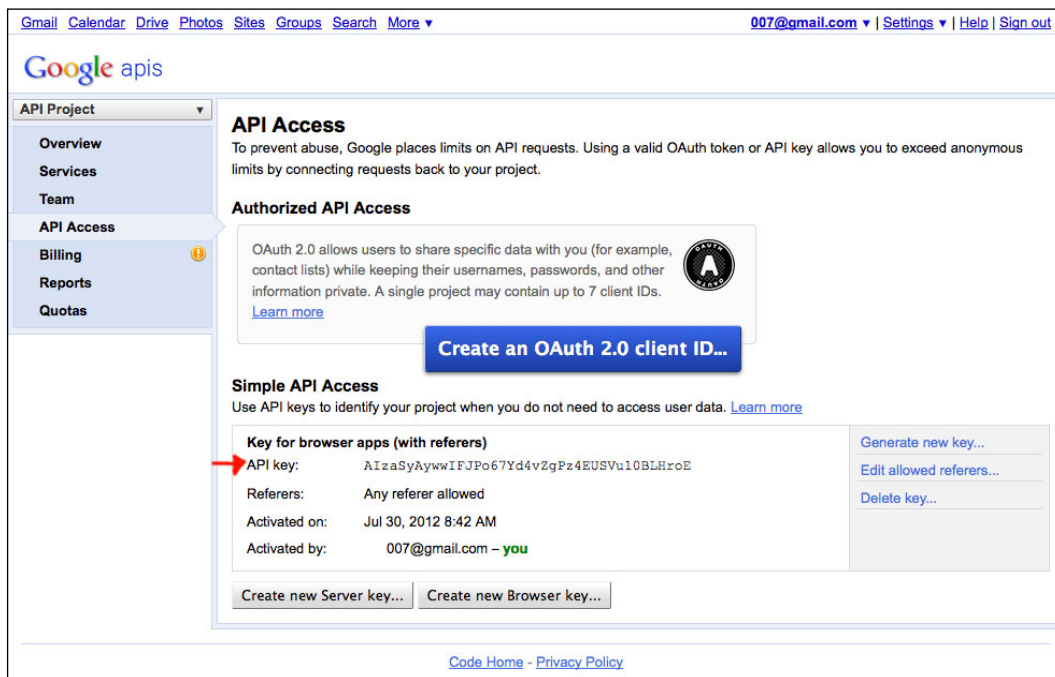 Gmail Calendar Drive Photos Sites Groups Search More ▼ 007@gmail.com ▼ | Settings ▼ | Help | Sign out
Google apis
API Project ▼
Overview
Services
Team
API Access
Billing
Reports
Quotas
API Access
To prevent abuse, Google places limits on API requests. Using a valid OAuth token or API key allows you to exceed anonymous
limits by connecting requests back to your project.
Authorized API Access
OAuth 2.0 allows users to share specific data with you (for example,
contact lists) while keeping their usernames, passwords, and other
information private. A single project may contain up to 7 client IDs.
Learn more
OAUTH
A
OAUTH
Create an OAuth 2.0 client ID...
Simple API Access
Use API keys to identify your project when you do not need to access user data. Learn more
Key for browser apps (with referers)
API key: AIzaSyAywwIFJPo67Yd4vZgPz4EUSVul0BLHroE
Referers: Any referer allowed
Activated on: Jul 30, 2012 8:42 AM
Activated by: 007@gmail.com – you
Generate new key...
Edit allowed referers...
Delete key...
Create new Server key... Create new Browser key...
Code Home - Privacy Policy